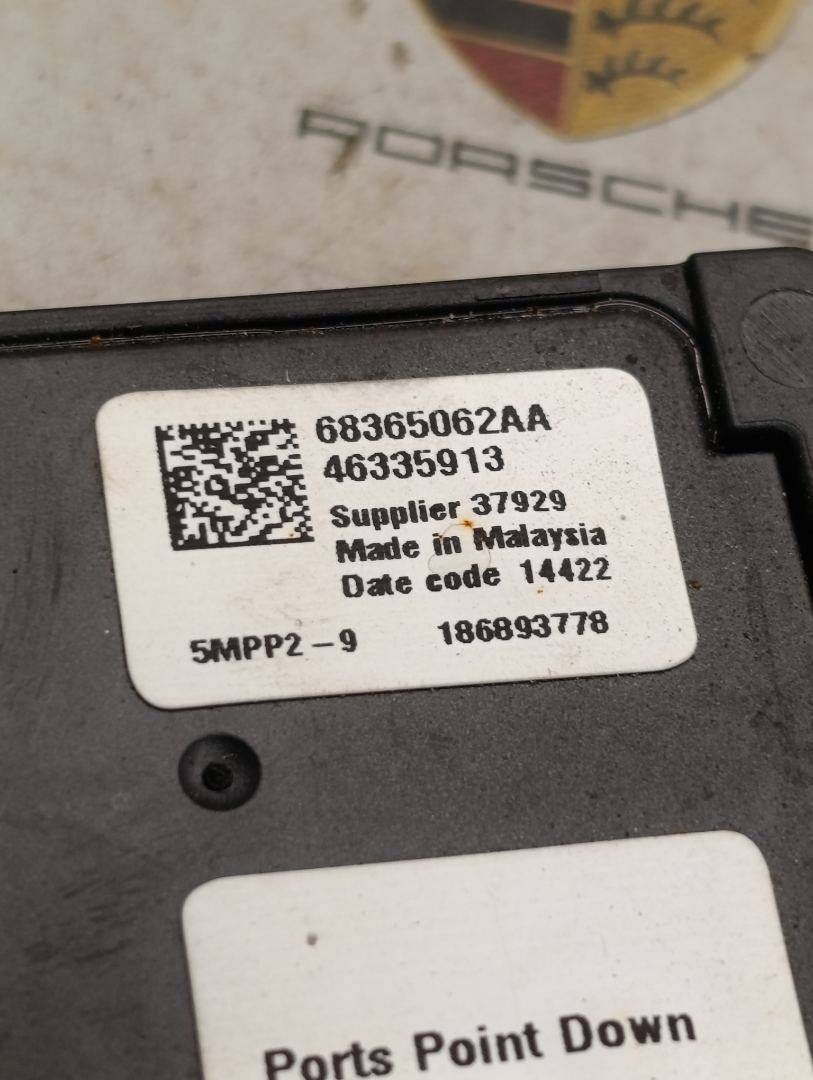 PORSCHE
68365062AA
46335913
Supplier 37929
Made in Malaysia
Date code 14422
5MPP2-9 186893778
Ports Point Down